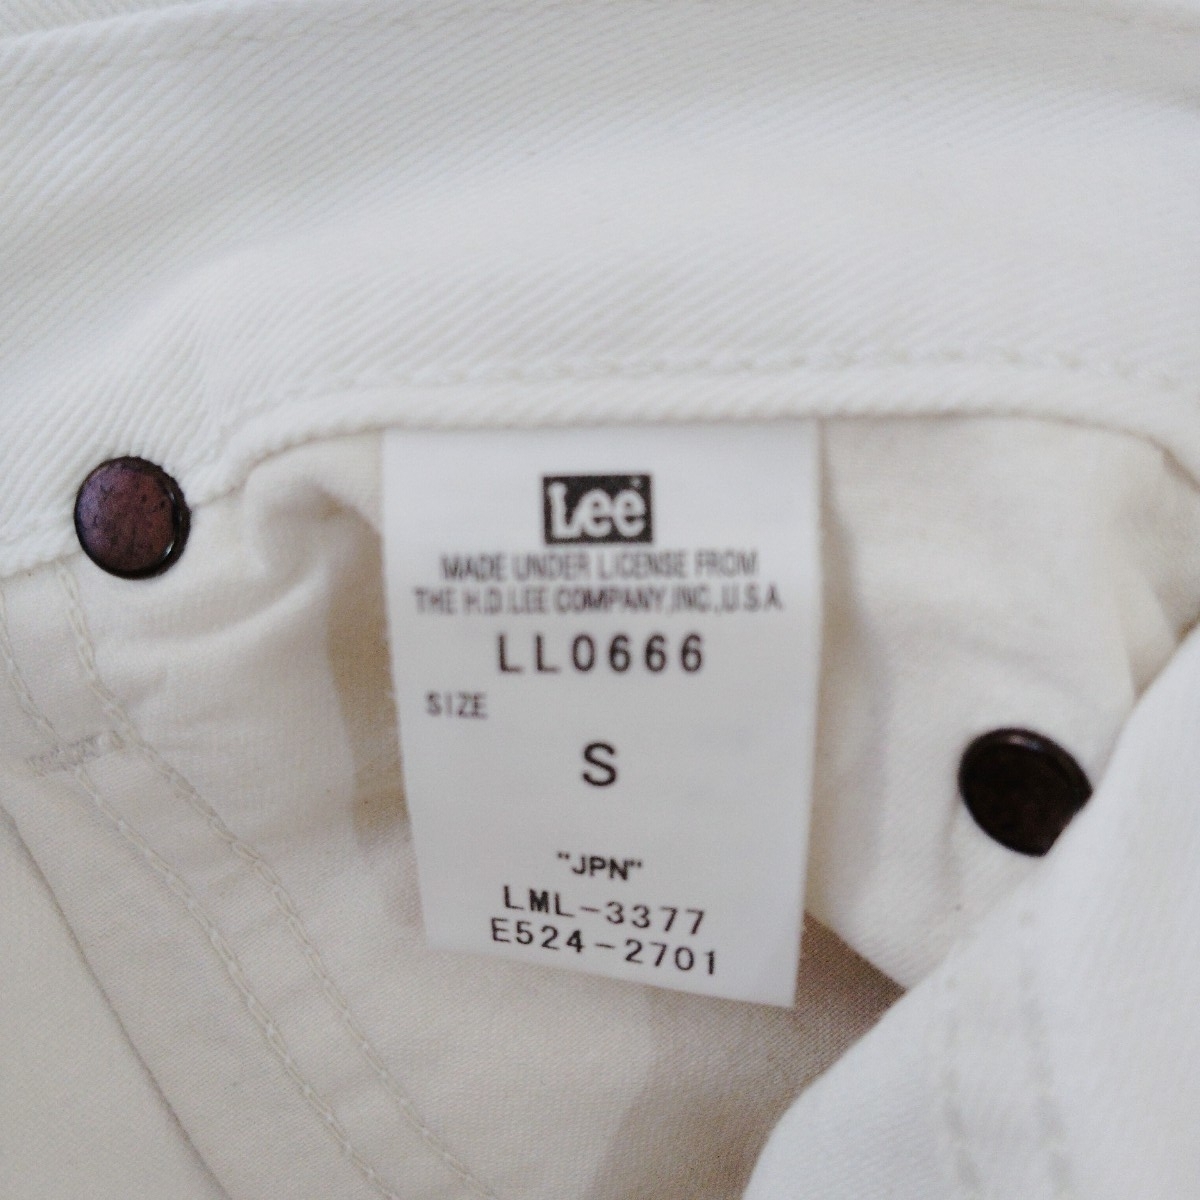 Lee
MADE UNDER LICENSE FROM
THE H.D.LEE COMPANY,INC.,U.S.A.
LL0666
SIZE
S
"JPN"
LML-3377
E524-2701